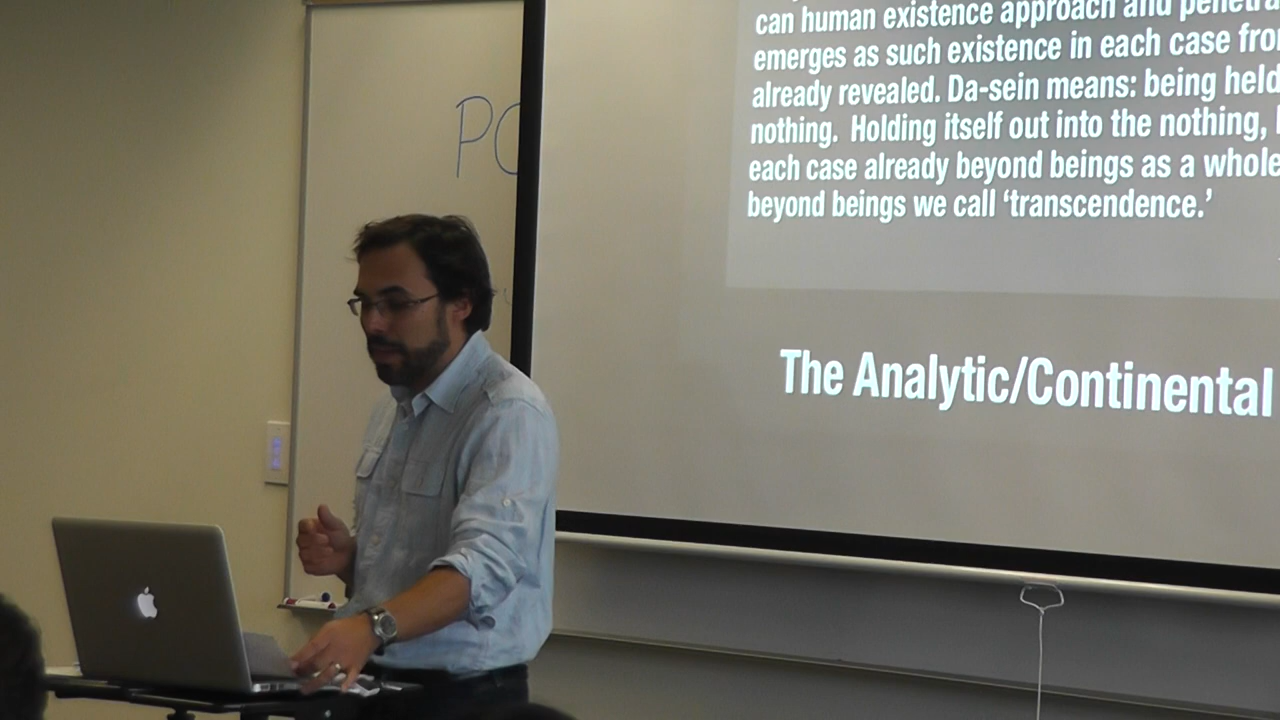 can human existence approach and
emerges as such existence in each case
already revealed. Da-sein means: being held
nothing. Holding itself out into the nothing,
each case already beyond beings as a whole
beyond beings we call ‘transcendence.’
The Analytic/Continental